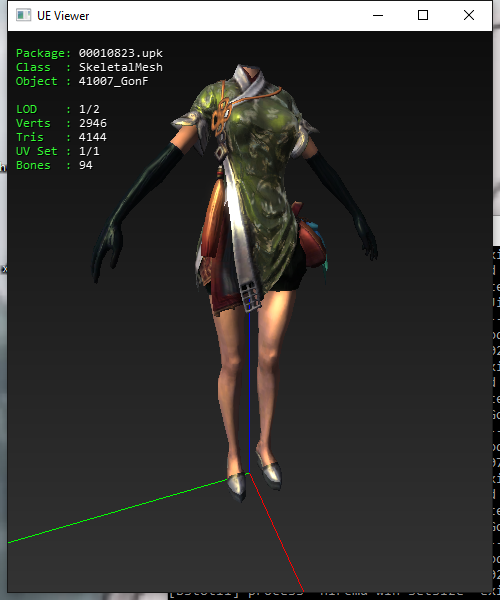 UE Viewer
Package: 00010823.upk
Class : SkeletalMesh
Object : 41007_GonF
LOD : 1/2
Verts : 2946
Tris : 4144
UV Set : 1/1
Bones : 94